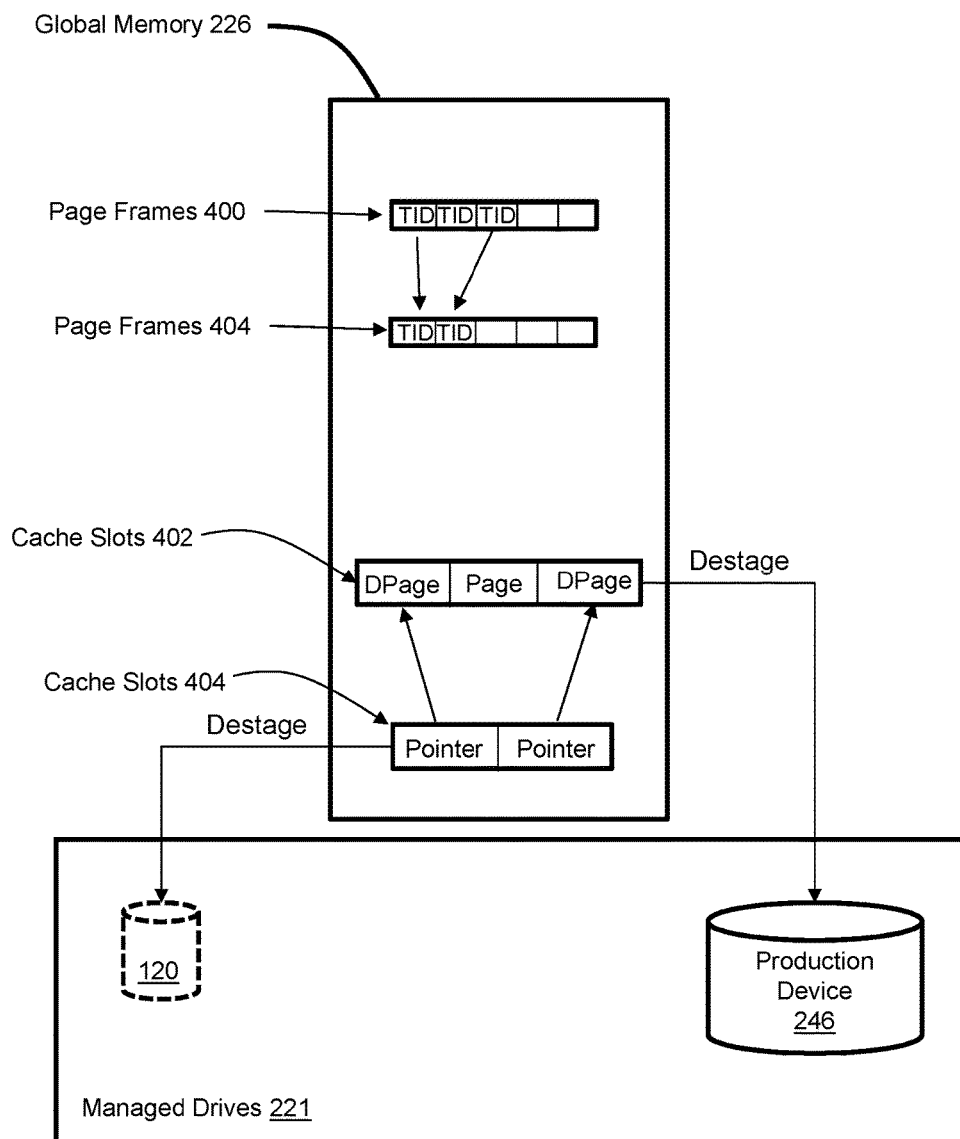 Global Memory 226
Page Frames 400
TID TID TID
Page Frames 404
TID TID
Cache Slots 402
DPage Page DPage
Destage
Cache Slots 404
Destage
Pointer Pointer
120
Production
Device
246
Managed Drives 221